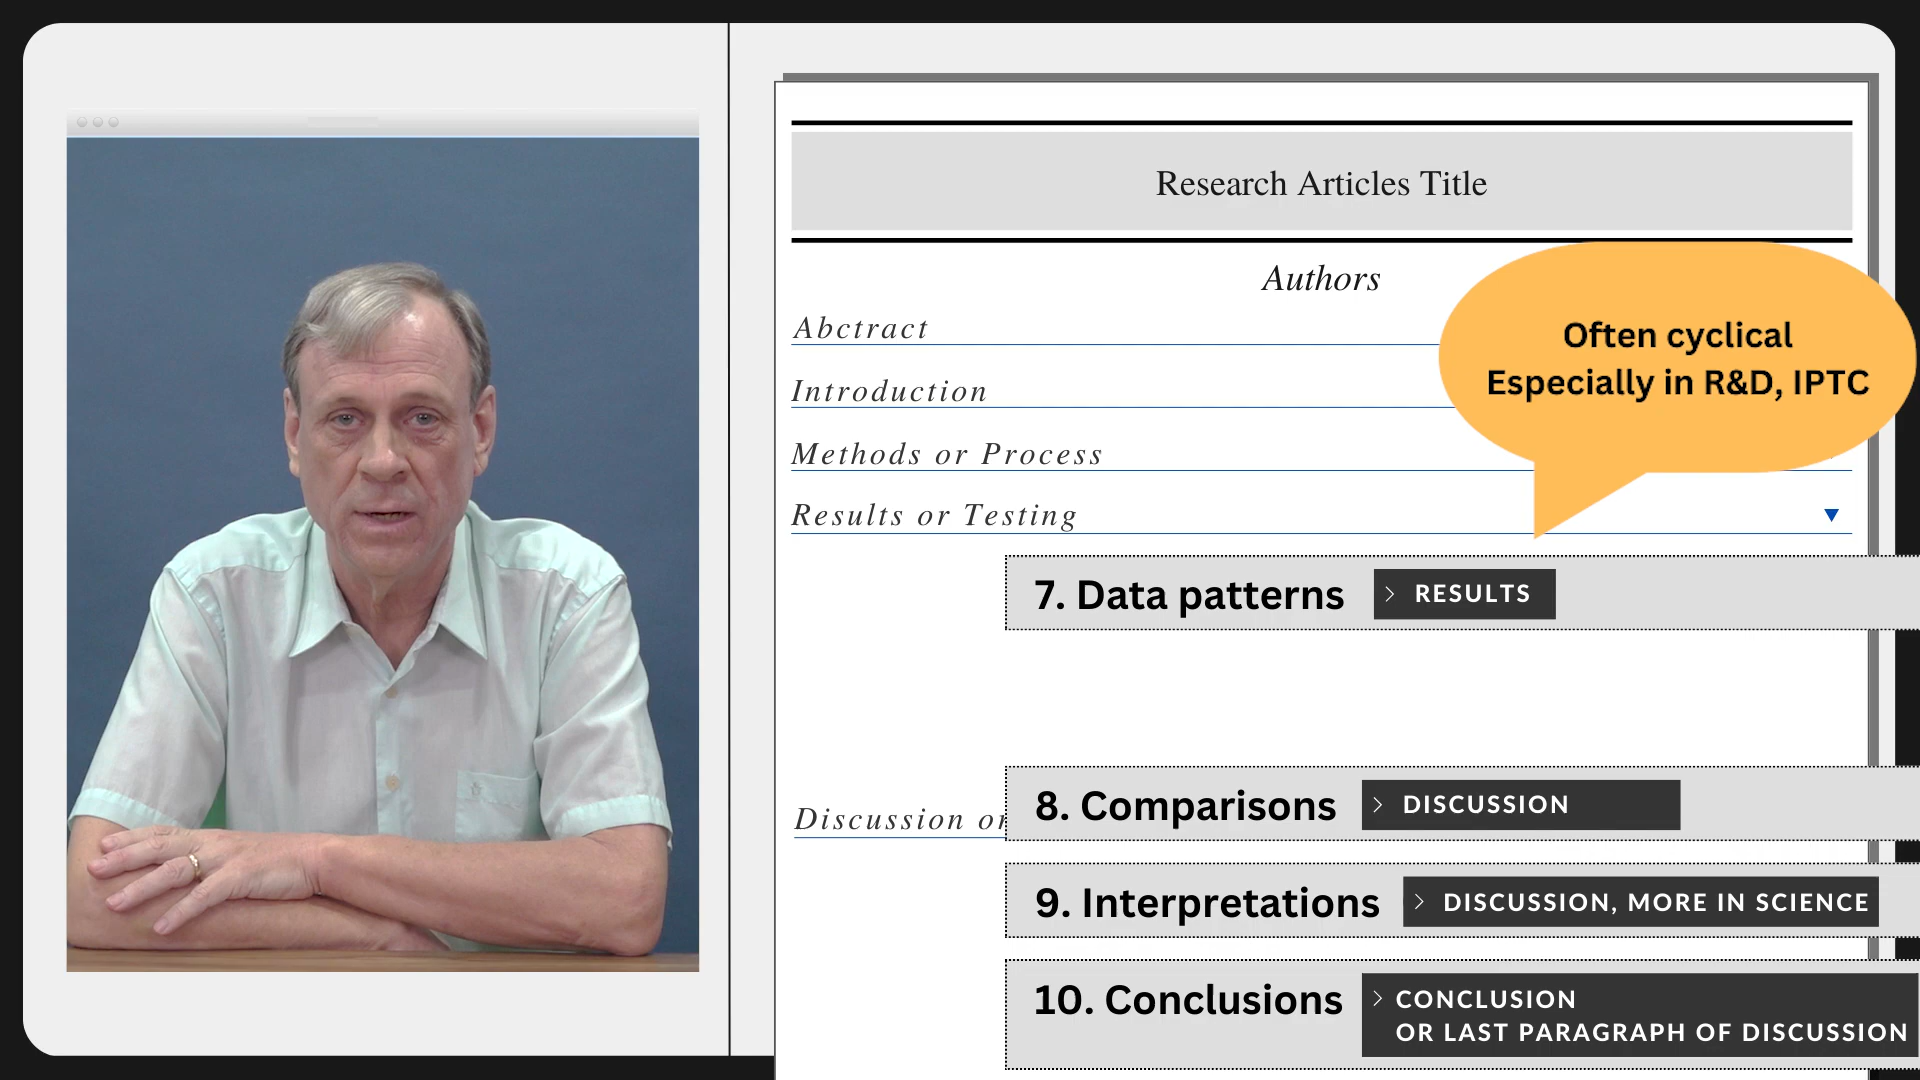 Research Articles Title
Authors
Abctract
Often cyclical
Especially in R&D, IPTC
Introduction
Methods or Process
Results or Testing
7. Data patterns
RESULTS
Discussion or
8. Comparisons
DISCUSSION
9. Interpretations
DISCUSSION, MORE IN SCIENCE
10. Conclusions
CONCLUSION
OR LAST PARAGRAPH OF DISCUSSION